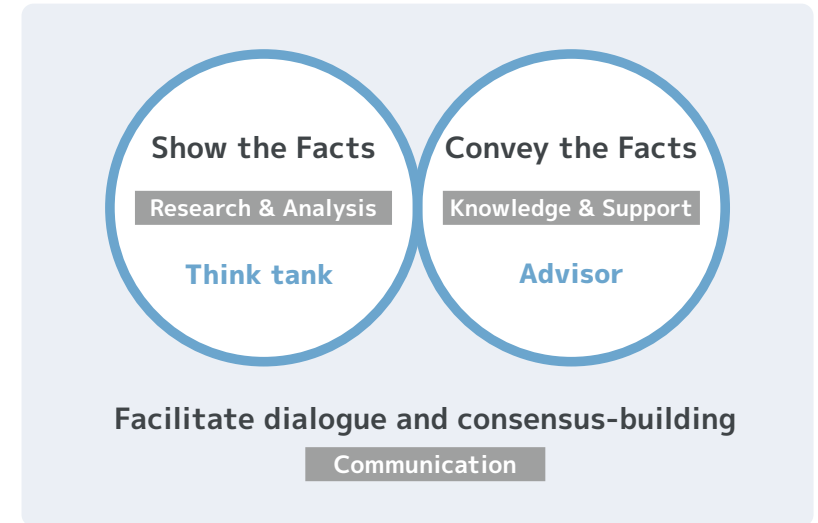 Show the Facts
Research & Analysis
Think tank
Convey the Facts
Knowledge & Support
Advisor
Facilitate dialogue and consensus-building
Communication